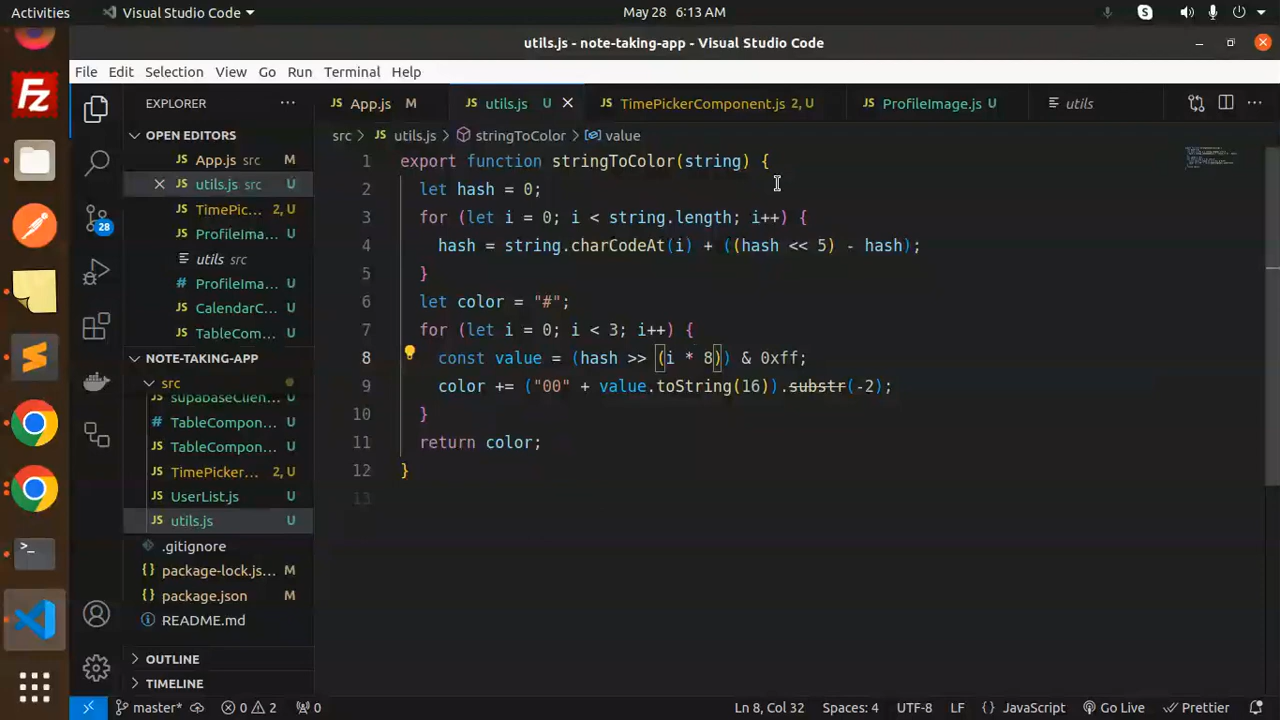 Activities Visual Studio Code May 28 6:13 AM
utils.js - note-taking-app - Visual Studio Code
File Edit Selection View Go Run Terminal Help
EXPLORER
App.js M utils.js U TimePickerComponent.js 2, U ProfileImage.js U utils
OPEN EDITORS
App.js src M
utils.js src U
TimePic... 2, U
ProfileIma... U
utils src
ProfileIma... U
CalendarC... U
TableCom... U
NOTE-TAKING-APP
src
supabaseClien... U
TableCompon... U
TableCompon... U
TimePicker... 2, U
UserList.js U
utils.js U
.gitignore
package-lock.js... M
package.json M
README.md
OUTLINE
TIMELINE
28
Fz
src > utils.js > stringToColor > value
1 export function stringToColor(string) {
2 let hash = 0;
3 for (let i = 0; i < string.length; i++) {
4 hash = string.charCodeAt(i) + ((hash << 5) - hash);
5 }
6 let color = "#";
7 for (let i = 0; i < 3; i++) {
8 const value = (hash >> (i * 8)) & 0xff;
9 color += ("00" + value.toString(16)).substr(-2);
10 }
11 return color;
12 }
13
master* 0 2 0 Ln 8, Col 32 Spaces: 4 UTF-8 LF {} JavaScript Go Live Prettier